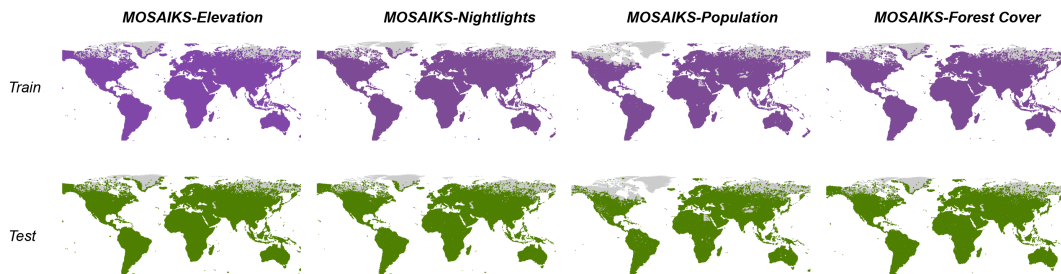 MOSAIKS-Elevation MOSAIKS-Nightlights MOSAIKS-Population MOSAIKS-Forest Cover
Train
Test